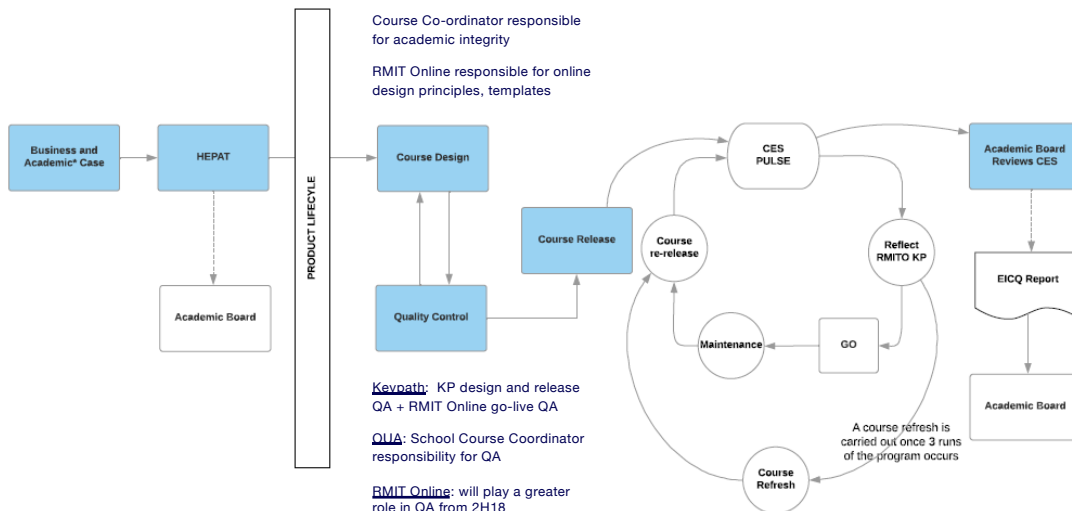 Course Co-ordinator responsible
for academic integrity
RMIT Online responsible for online
design principles, templates
Business and
Academic* Case
HEPAT
Academic Board
PRODUCT LIFECYLE
Course Design
Quality Control
Course Release
CES
PULSE
Course
re-release
Reflect
RMITO KP
Maintenance
GO
Course
Refresh
A course refresh is
carried out once 3 runs
of the program occurs
Academic Board
Reviews CES
EICQ Report
Academic Board
Keypath: KP design and release
QA + RMIT Online go-live QA
OUA: School Course Coordinator
responsibility for QA
RMIT Online: will play a greater
role in QA from 2H18